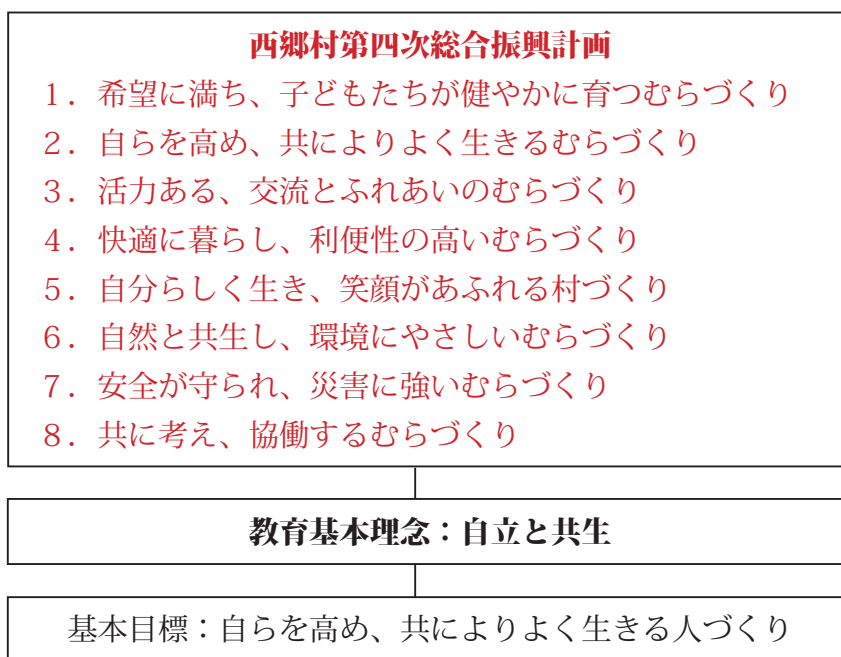 西郷村第四次総合振興計画
１．希望に満ち、子どもたちが健やかに育つむらづくり
２．自らを高め、共によりよく生きるむらづくり
３．活力ある、交流とふれあいのむらづくり
４．快適に暮らし、利便性の高いむらづくり
５．自分らしく生き、笑顔があふれる村づくり
６．自然と共生し、環境にやさしいむらづくり
７．安全が守られ、災害に強いむらづくり
８．共に考え、協働するむらづくり
教育基本理念：自立と共生
基本目標：自らを高め、共によりよく生きる人づくり